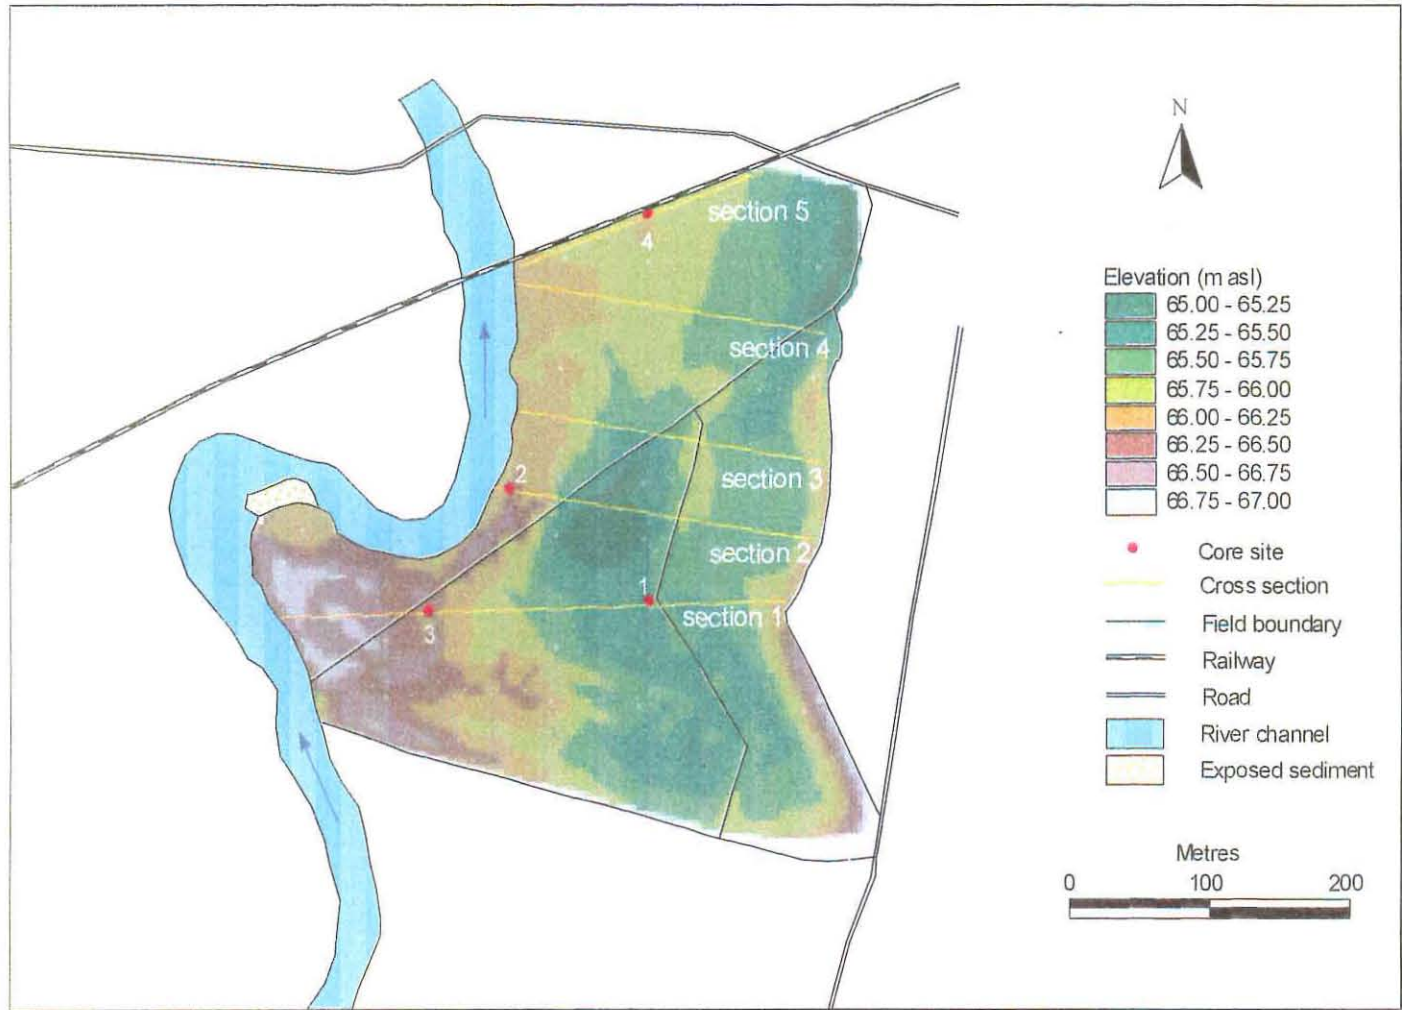 N
section 5
4
Elevation (m asl)
65.00 - 65.25
65.25 - 65.50
65.50 - 65.75
65.75 - 66.00
66.00 - 66.25
66.25 - 66.50
66.50 - 66.75
66.75 - 67.00
section 4
2
section 3
section 2
1
section 1
3
Core site
Cross section
Field boundary
Railway
Road
River channel
Exposed sediment
Metres
0 100 200